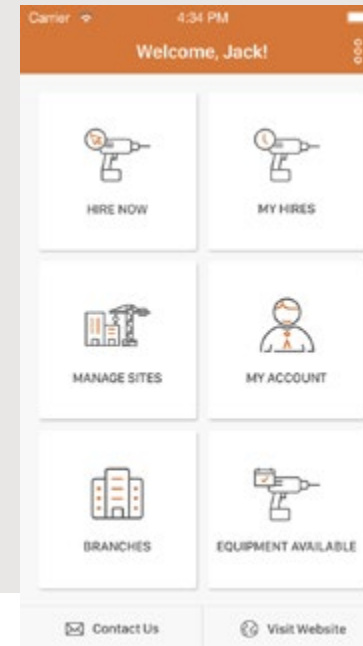 Carrier 4:34 PM
Welcome, Jack!
HIRE NOW MY HIRES
MANAGE SITES MY ACCOUNT
BRANCHES EQUIPMENT AVAILABLE
Contact Us Visit Website